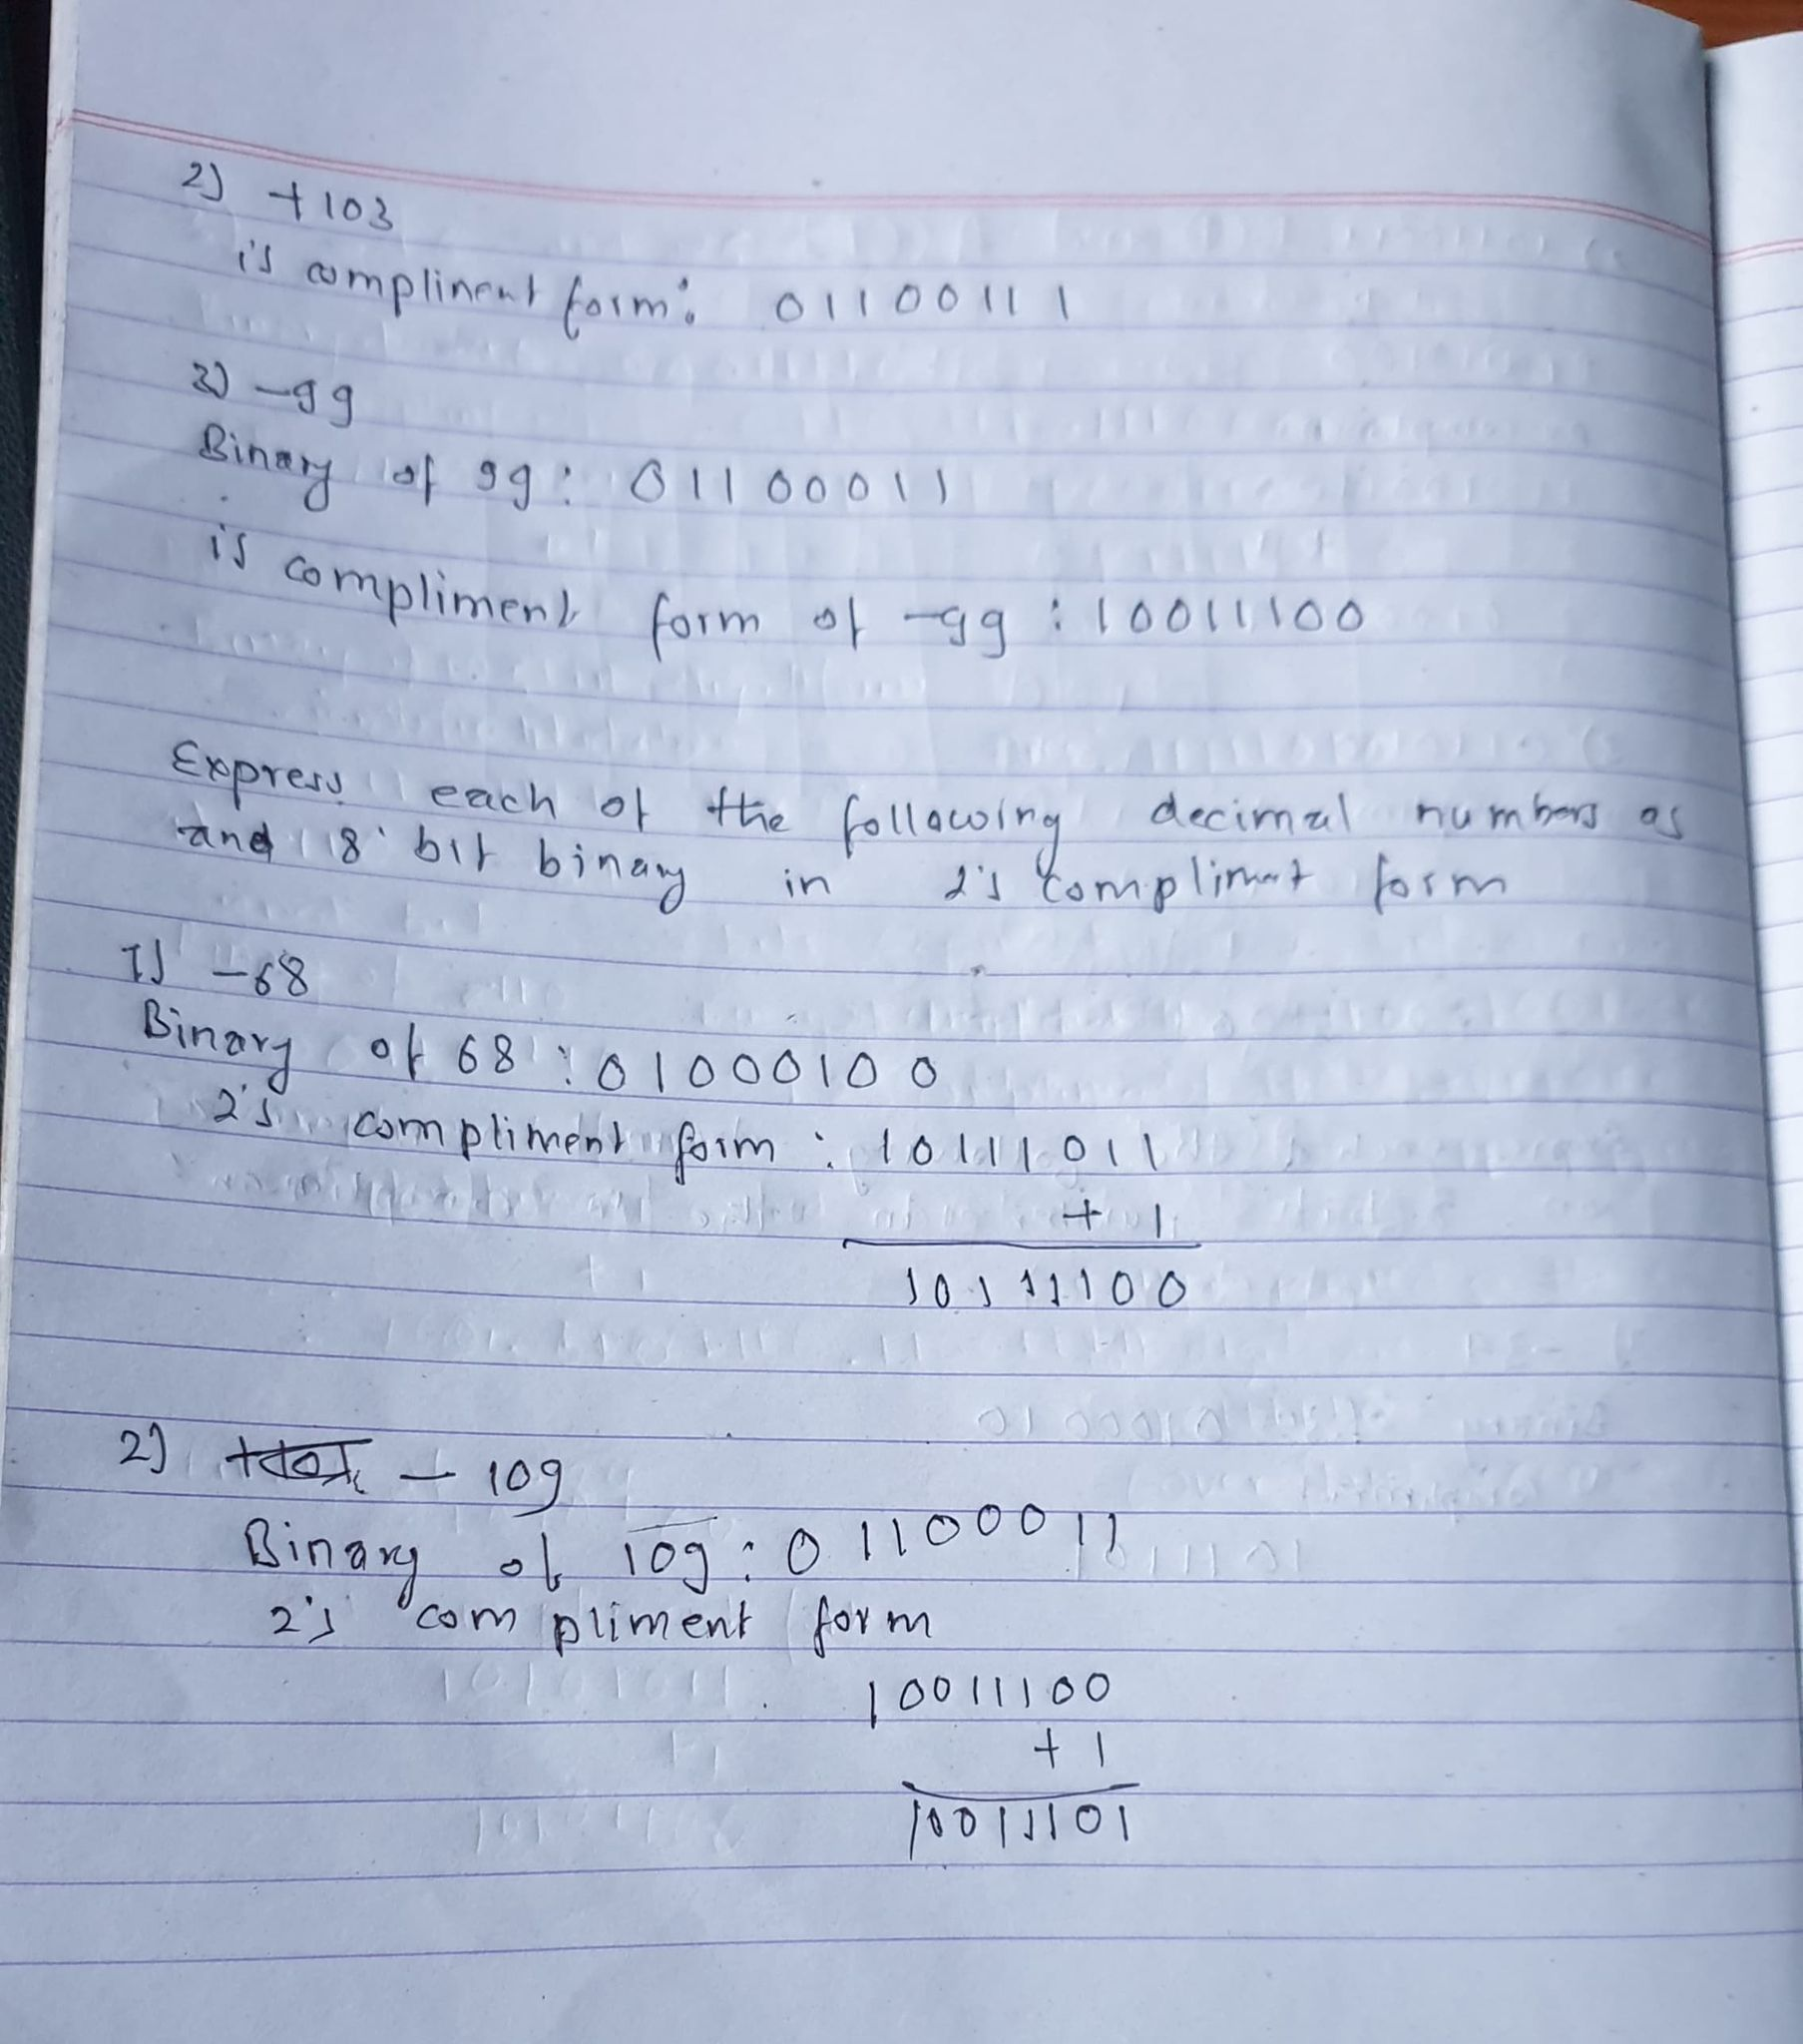 2) +103
1's compliment form: 01100111
3) -99
Binary of 99: 01100011
1's compliment form of -99 : 10011100
Express each of the following decimal numbers as
and 8 bit binary in 2's compliment form
1) -68
Binary of 68 : 01000100
2's compliment form : 10111011
+ 1
10111100
2) - 109
Binary of 109 : 01100011
2's compliment form
10011100
+ 1
10011101